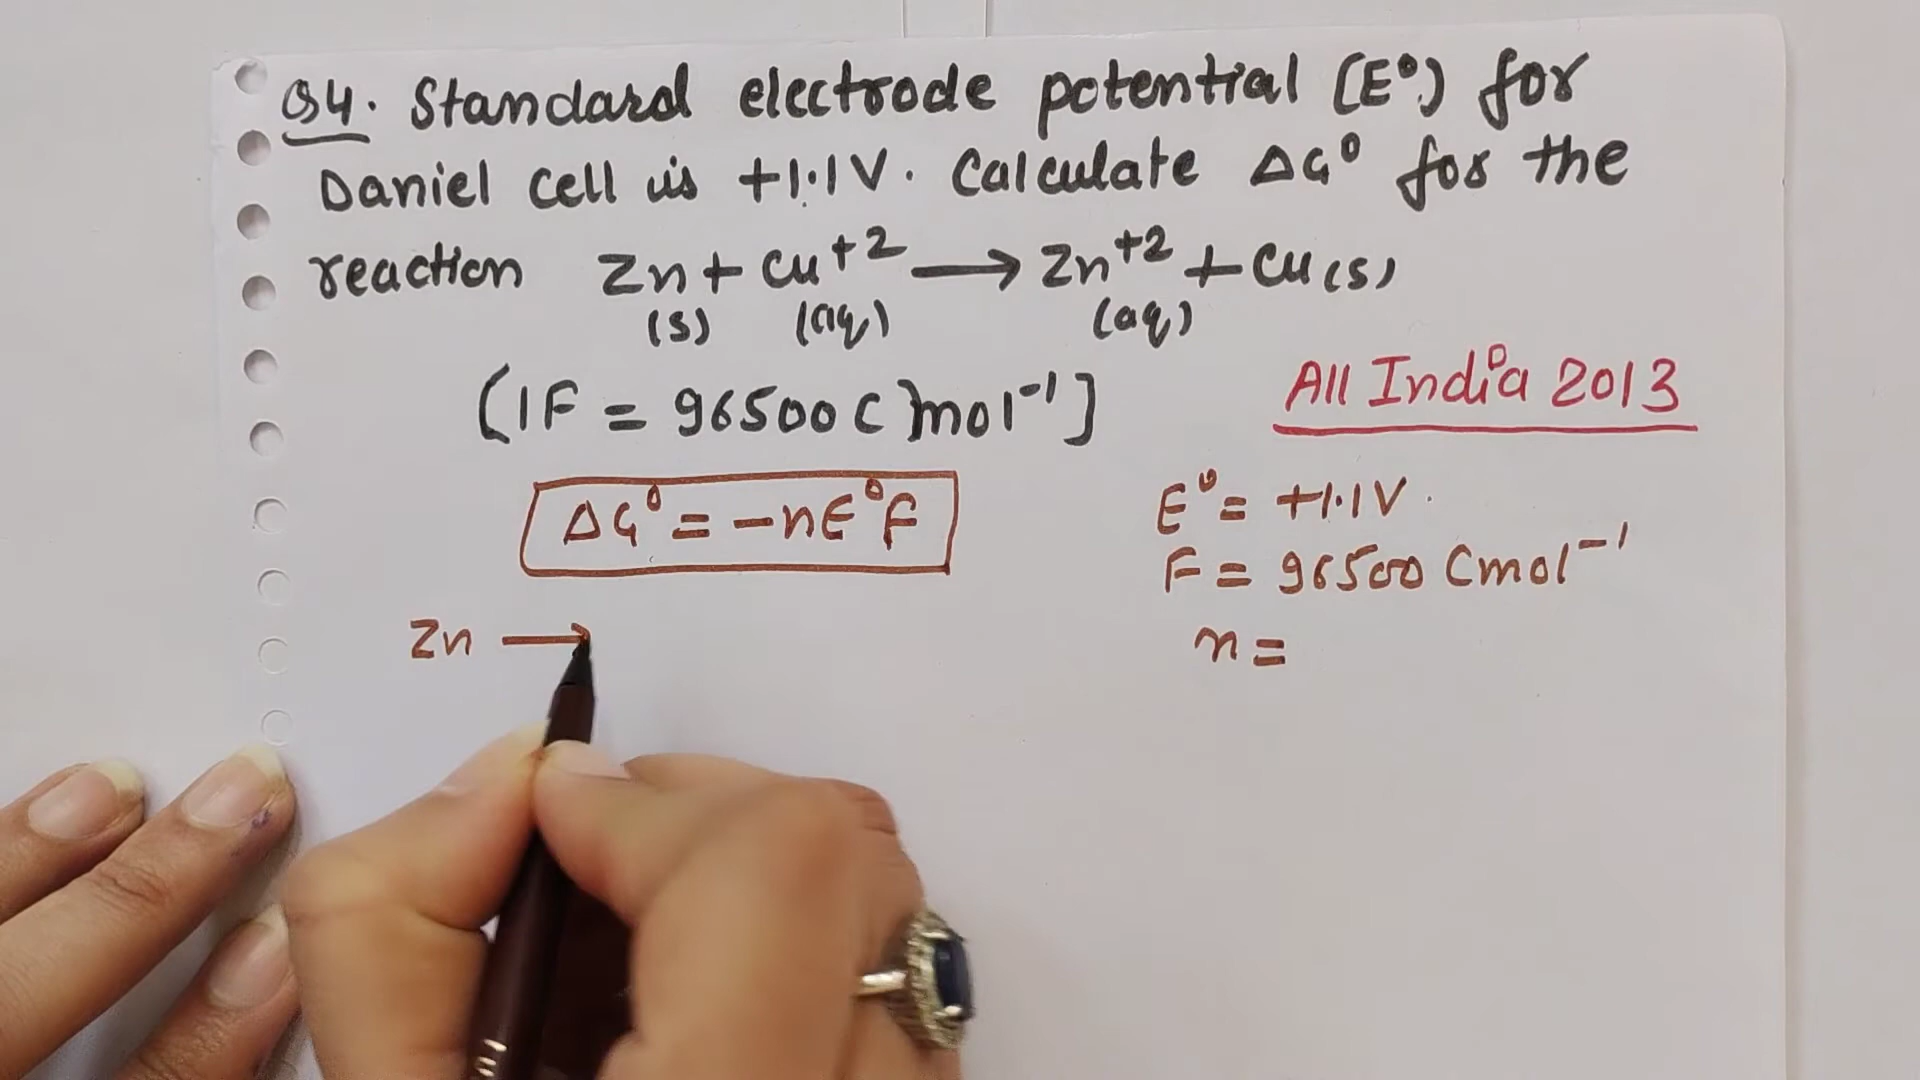 Q4. Standard electrode potential (E°) for
Daniel cell is +1.1V. Calculate ΔG° for the
reaction Zn + Cu⁺² ⟶ Zn⁺² + Cu(s)
(s) (aq) (aq)
(1F = 96500 C mol⁻¹)
All India 2013
ΔG° = -nE°F
E° = +1.1V.
F = 96500 Cmol⁻¹
Zn ⟶
n =